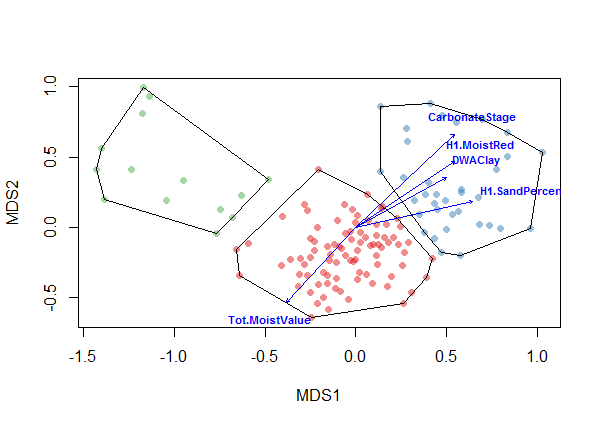 1.0
0.5
0.0
-0.5
MDS2
CarbonateStage
H1.MoistRed
DWAClay
H1.SandPercen
Tot.MoistValue
-1.5 -1.0 -0.5 0.0 0.5 1.0
MDS1